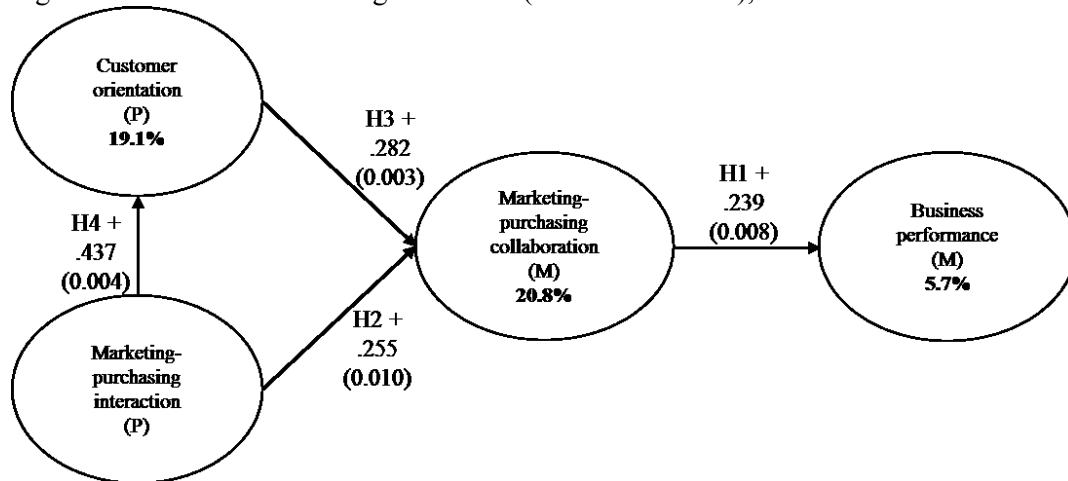 Customer
orientation
(P)
19.1%
H3 +
.282
(0.003)
H4 +
.437
(0.004)
Marketing-
purchasing
interaction
(P)
H2 +
.255
(0.010)
Marketing-
purchasing
collaboration
(M)
20.8%
H1 +
.239
(0.008)
Business
performance
(M)
5.7%